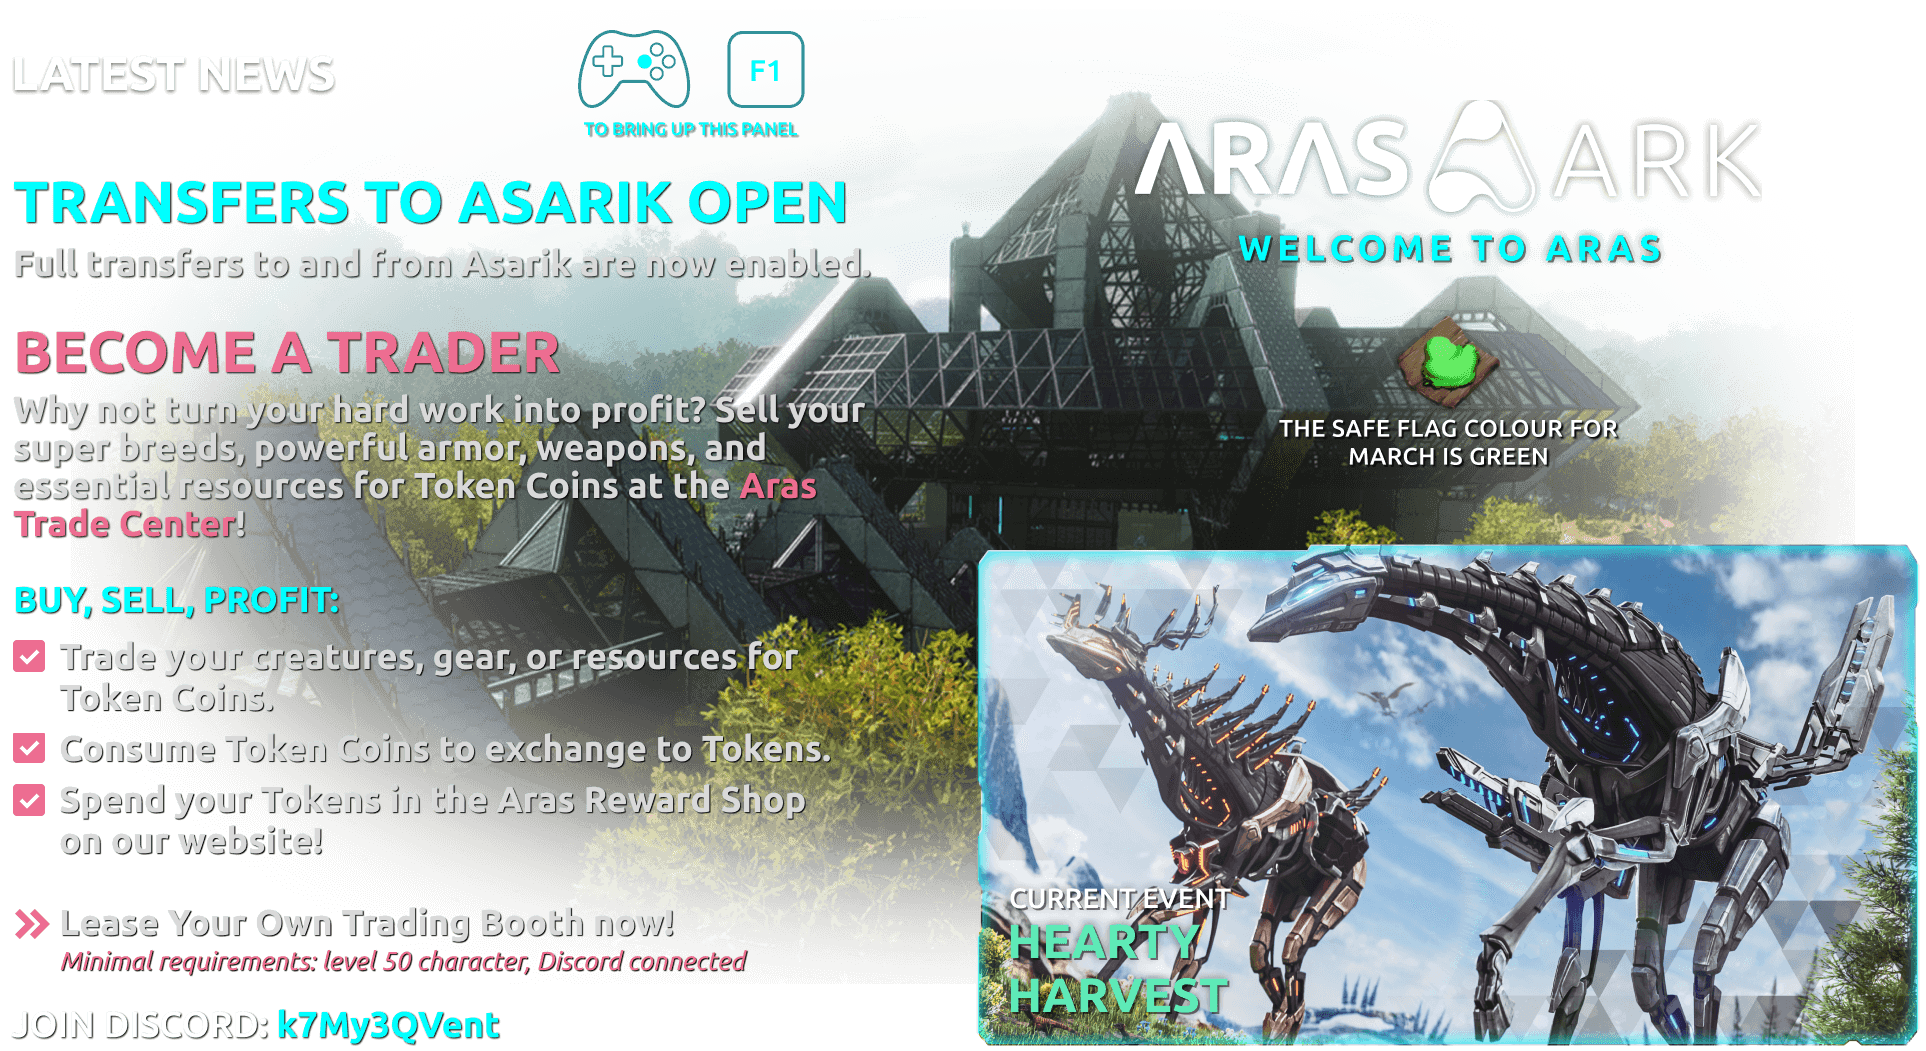 LATEST NEWS
F1
TO BRING UP THIS PANEL
TRANSFERS TO ASARIK OPEN
Full transfers to and from Asarik are now enabled.
BECOME A TRADER
Why not turn your hard work into profit? Sell your
super breeds, powerful armor, weapons, and
essential resources for Token Coins at the Aras
Trade Center!
BUY, SELL, PROFIT:
Trade your creatures, gear, or resources for
Token Coins.
Consume Token Coins to exchange to Tokens.
Spend your Tokens in the Aras Reward Shop
on our website!
Lease Your Own Trading Booth now!
Minimal requirements: level 50 character, Discord connected
JOIN DISCORD: k7My3QVent
ARAS ARK
WELCOME TO ARAS
THE SAFE FLAG COLOUR FOR
MARCH IS GREEN
CURRENT EVENT
HEARTY
HARVEST